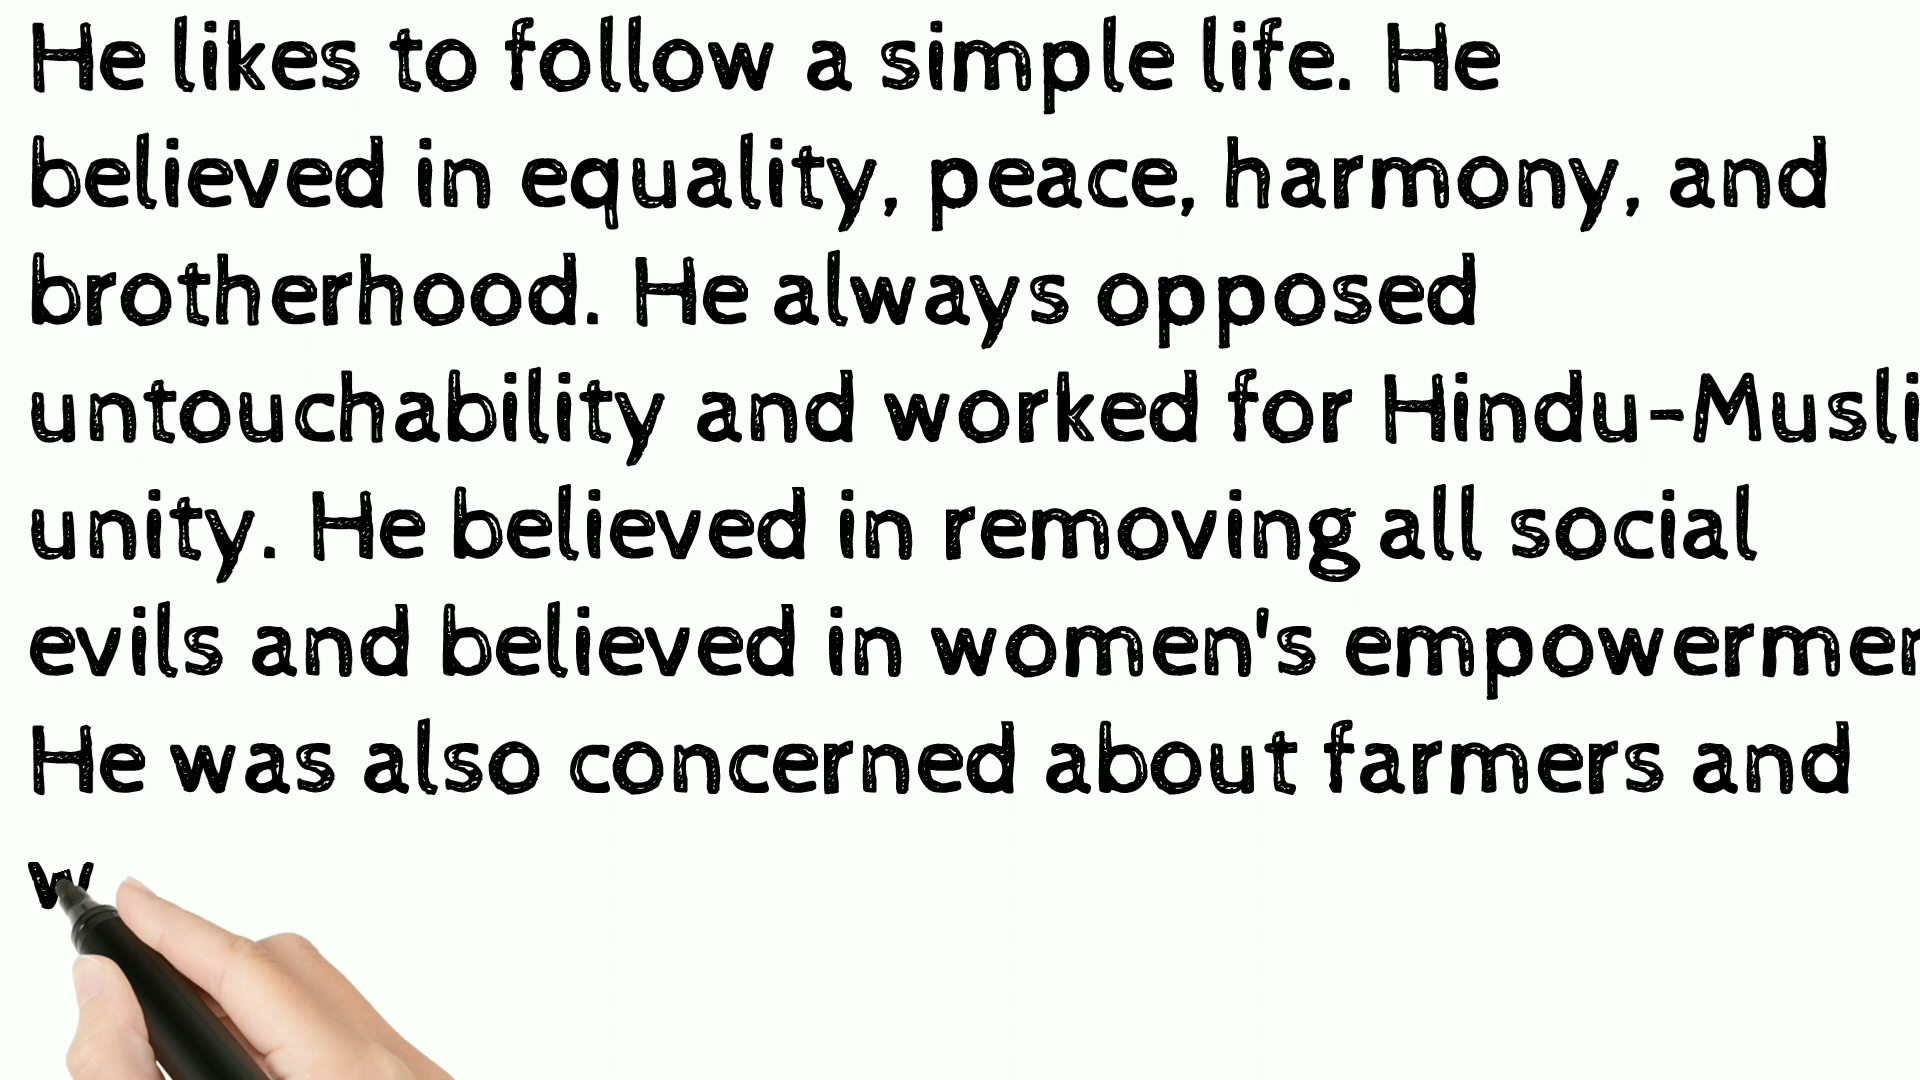 He likes to follow a simple life. He
believed in equality, peace, harmony, and
brotherhood. He always opposed
untouchability and worked for Hindu-Musli
unity. He believed in removing all social
evils and believed in women's empowermen
He was also concerned about farmers and
w